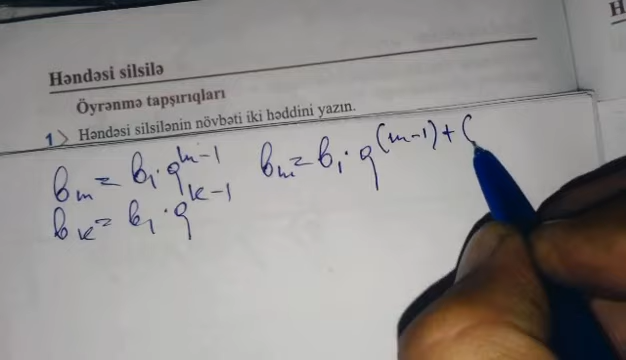 Həndəsi silsilə
Öyrənmə tapşırıqları
1> Həndəsi silsilənin növbəti iki həddini yazın.
bₘ = b₁ · q^(m-1)
bₖ = b₁ · q^(k-1)
bₘ = b₁ · q^(m-1)+(
H